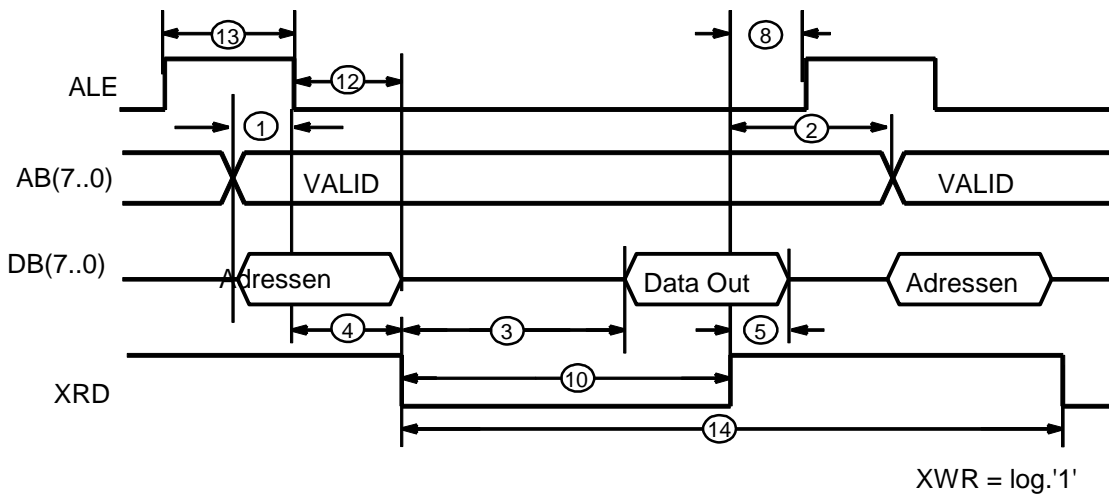 13
8
12
ALE
1
2
AB(7..0)
VALID
VALID
DB(7..0)
Adressen
Data Out
Adressen
4
3
5
10
XRD
14
XWR = log.'1'